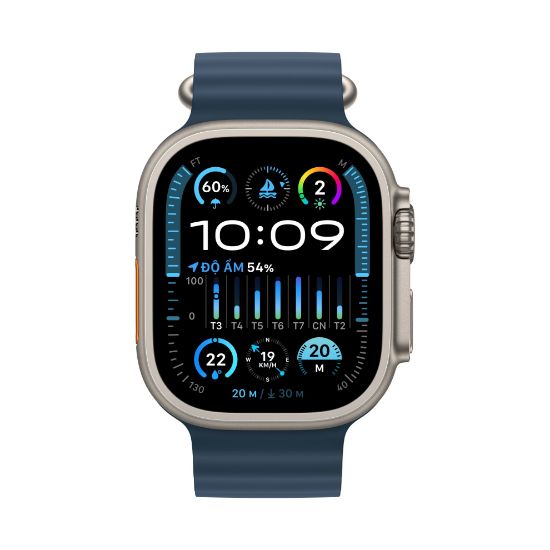 FT
M
60%
2
10:09
ĐỘ ẨM 54%
100
0
T3 T4 T5 T6 T7 CN T2
22
N
W
E
S
19
KM/H
20
M
130
40
20 M / ↓ 30 M